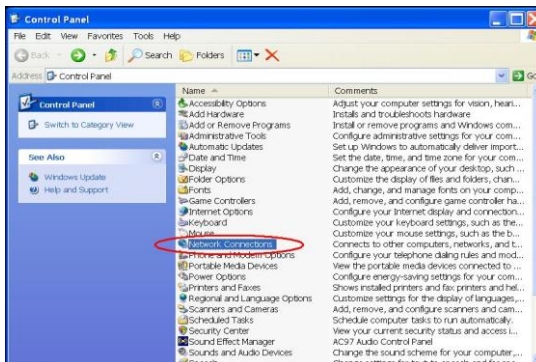 Control Panel
File Edit View Favorites Tools Help
Back Search Folders
Address Control Panel Go
Control Panel
Switch to Category View
See Also
Windows Update
Help and Support
Name Comments
Accessibility Options Adjust your computer settings for vision, heari...
Add Hardware Installs and troubleshoots hardware
Add or Remove Programs Install or remove programs and Windows com...
Administrative Tools Configure administrative settings for your com...
Automatic Updates Set up Windows to automatically deliver import...
Date and Time Set the date, time, and time zone for your com...
Display Change the appearance of your desktop, such ...
Folder Options Customize the display of files and folders, chan...
Fonts Add, change, and manage fonts on your comp...
Game Controllers Add, remove, and configure game controller ha...
Internet Options Configure your Internet display and connection...
Keyboard Customize your keyboard settings, such as the...
Mouse Customize your mouse settings, such as the b...
Network Connections Connects to other computers, networks, and t...
Phone and Modem Options Configure your telephone dialing rules and mod...
Portable Media Devices View the portable media devices connected to ...
Power Options Configure energy-saving settings for your com...
Printers and Faxes Shows installed printers and fax printers and hel...
Regional and Language Options Customize settings for the display of languages,...
Scanners and Cameras Add, remove, and configure scanners and cam...
Scheduled Tasks Schedule computer tasks to run automatically.
Security Center View your current security status and access i...
Sound Effect Manager AC97 Audio Control Panel
Sounds and Audio Devices Change the sound scheme for your computer,...